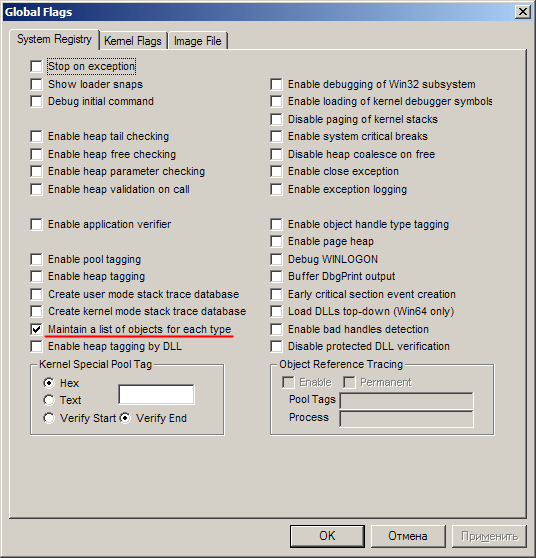 Global Flags
System Registry Kernel Flags Image File
Stop on exception
Show loader snaps Enable debugging of Win32 subsystem
Debug initial command Enable loading of kernel debugger symbols
Disable paging of kernel stacks
Enable heap tail checking Enable system critical breaks
Enable heap free checking Disable heap coalesce on free
Enable heap parameter checking Enable close exception
Enable heap validation on call Enable exception logging
Enable application verifier Enable object handle type tagging
Enable page heap
Enable pool tagging Debug WINLOGON
Enable heap tagging Buffer DbgPrint output
Create user mode stack trace database Early critical section event creation
Create kernel mode stack trace database Load DLLs top-down (Win64 only)
Maintain a list of objects for each type Enable bad handles detection
Enable heap tagging by DLL Disable protected DLL verification
Kernel Special Pool Tag Object Reference Tracing
Hex Enable Permanent
Text Pool Tags
Verify Start Verify End Process
OK Отмена Применить